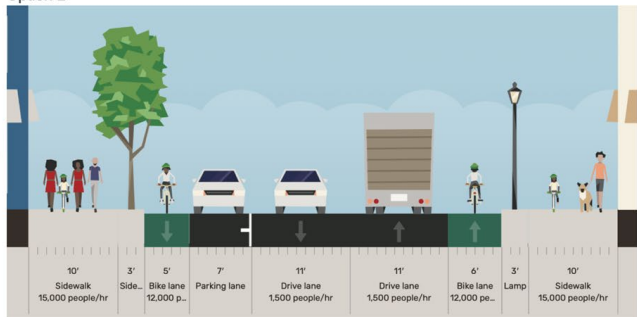 10'
Sidewalk
15,000 people/hr
3'
Side...
5'
Bike lane
12,000 p...
7'
Parking lane
11'
Drive lane
1,500 people/hr
11'
Drive lane
1,500 people/hr
6'
Bike lane
12,000 pe...
3'
Lamp
10'
Sidewalk
15,000 people/hr